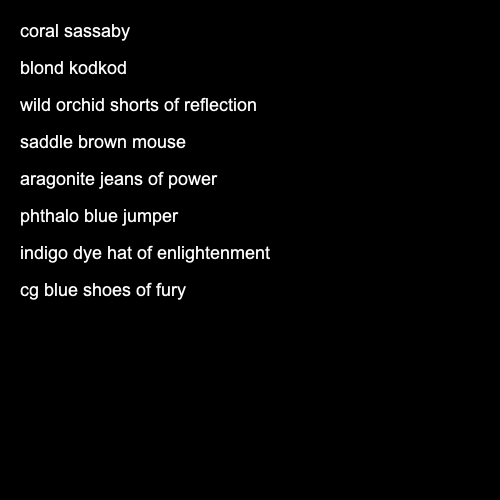 coral sassaby
blond kodkod
wild orchid shorts of reflection
saddle brown mouse
aragonite jeans of power
phthalo blue jumper
indigo dye hat of enlightenment
cg blue shoes of fury